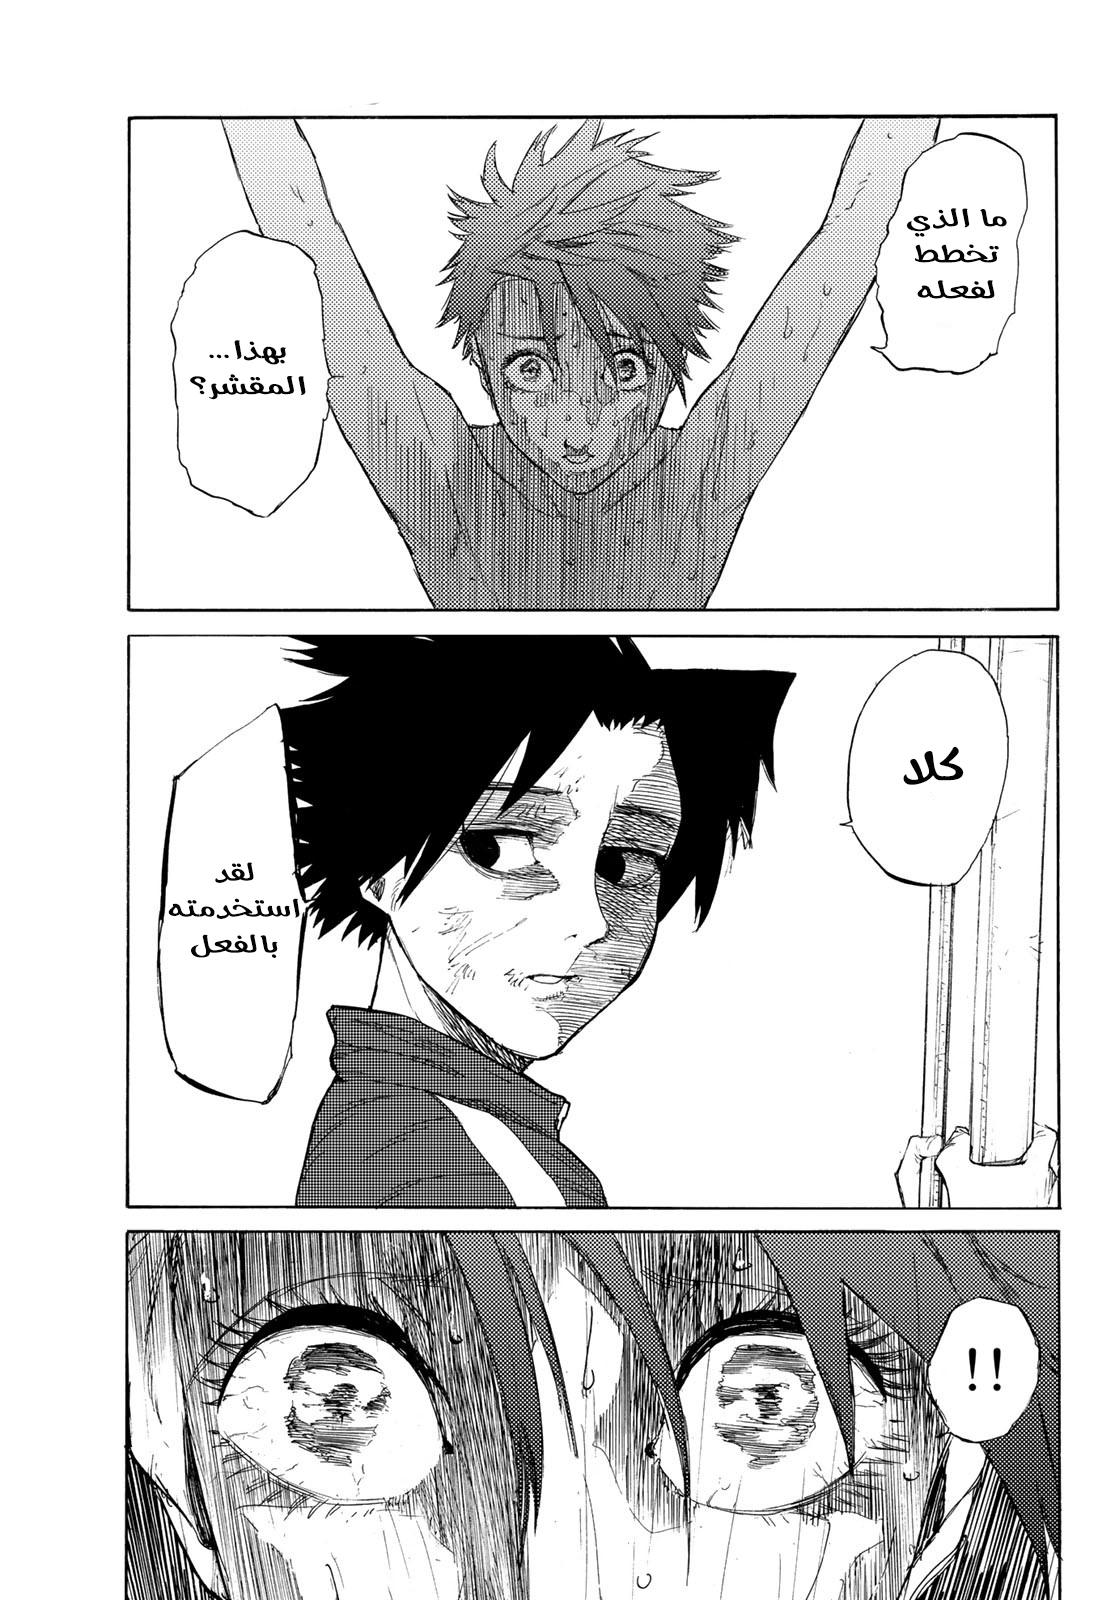 ما الذي
تخطط
لفعله
بهذا...
المقشر؟
كلا
لقد
استخدمته
بالفعل
!!